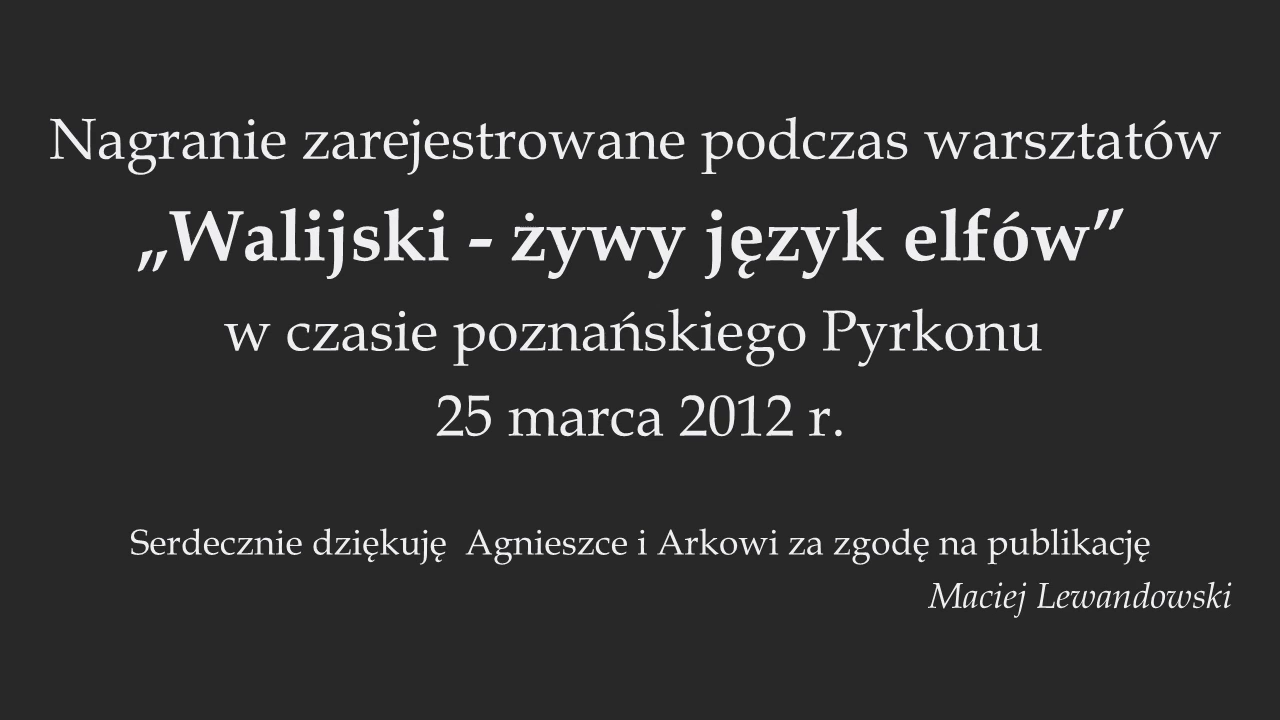 Nagranie zarejestrowane podczas warsztatów
„Walijski - żywy język elfów”
w czasie poznańskiego Pyrkonu
25 marca 2012 r.
Serdecznie dziękuję  Agnieszce i Arkowi za zgodę na publikację
Maciej Lewandowski